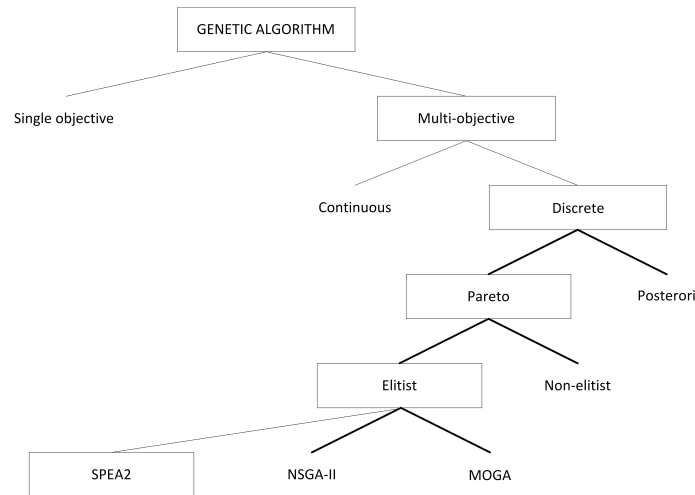 GENETIC ALGORITHM
Single objective
Multi-objective
Continuous
Discrete
Pareto
Posterori
Elitist
Non-elitist
SPEA2
NSGA-II
MOGA